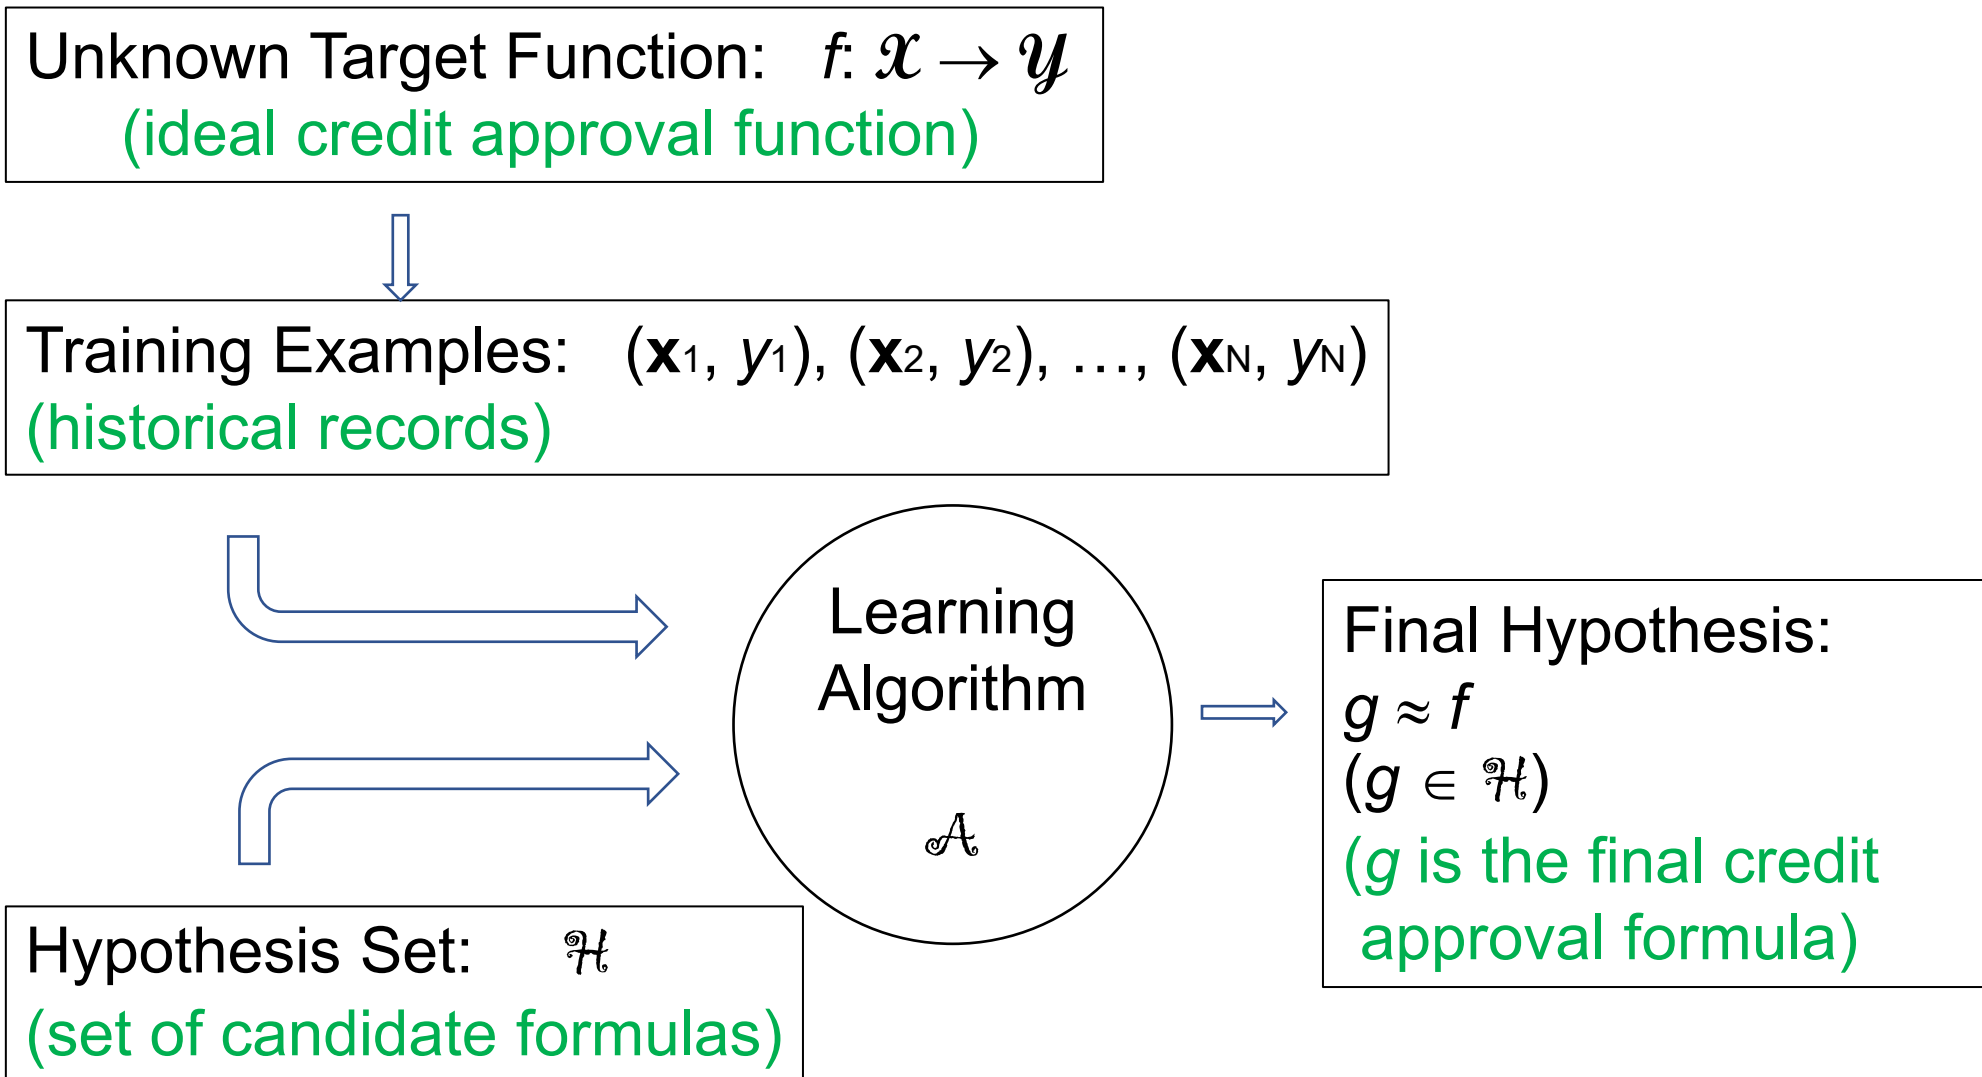 Unknown Target Function: f: 𝒳 → 𝒴
(ideal credit approval function)
Training Examples: (x1, y1), (x2, y2), …, (xN, yN)
(historical records)
Learning
Algorithm
𝒜
Hypothesis Set: ℋ
(set of candidate formulas)
Final Hypothesis:
g ≈ f
(g ∈ ℋ)
(g is the final credit
approval formula)